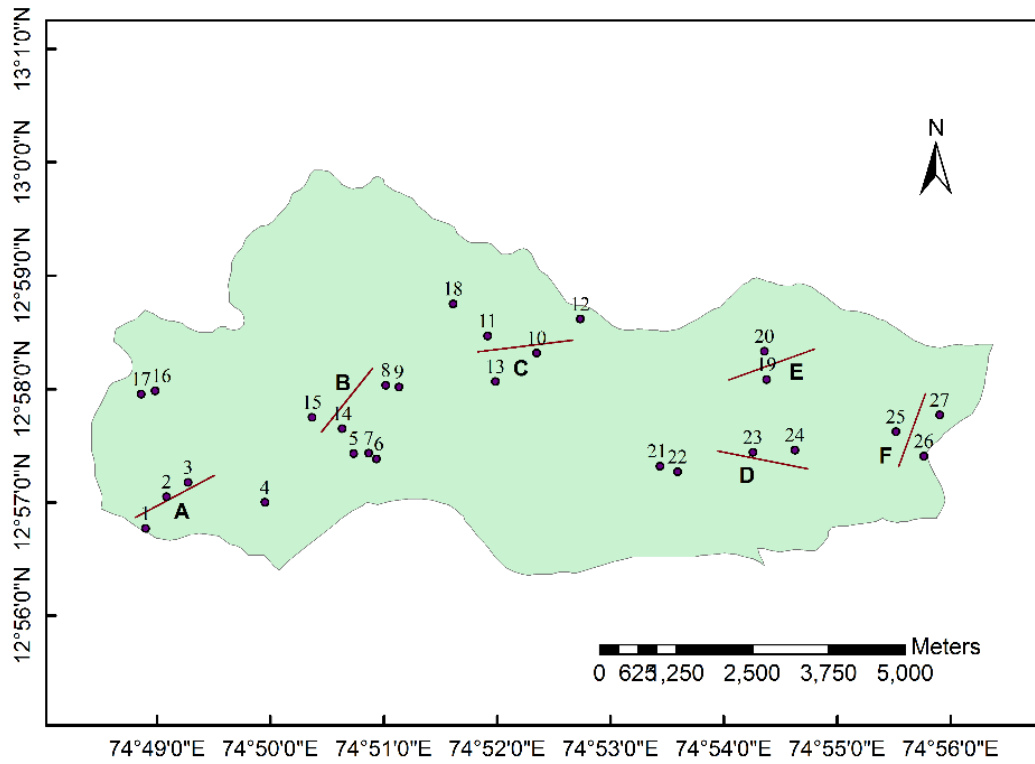 13°1'0"N
13°0'0"N
12°59'0"N
12°58'0"N
12°57'0"N
12°56'0"N
N
18
12
11
10
20
C
13
19
E
17 16
B
8 9
15
14
5 7 6
25
27
F
26
21 22
23
24
D
3
2
A
4
1
Meters
0 625 1,250 2,500 3,750 5,000
74°49'0"E 74°50'0"E 74°51'0"E 74°52'0"E 74°53'0"E 74°54'0"E 74°55'0"E 74°56'0"E